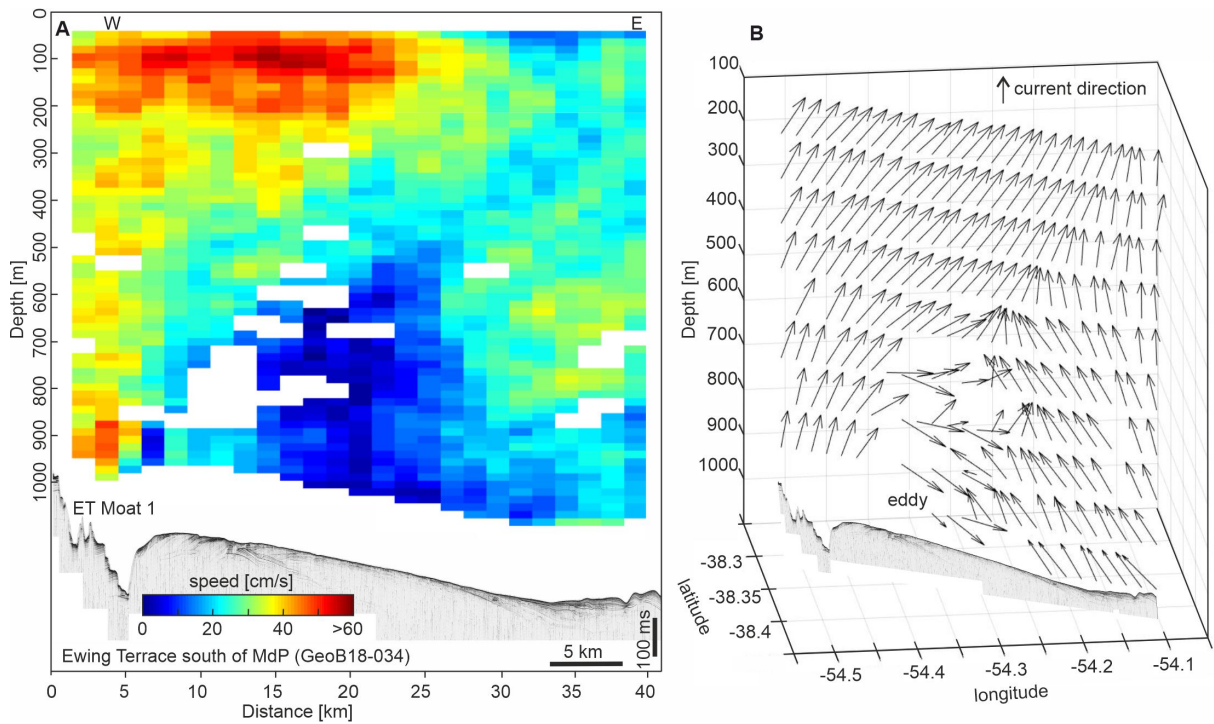 A
W
E
0
100
200
300
400
500
600
700
800
900
1000
Depth [m]
ET Moat 1
speed [cm/s]
0
20
40
>60
Ewing Terrace south of MdP (GeoB18-034)
5 km
100 ms
0
5
10
15
20
25
30
35
40
Distance [km]
B
current direction
100
200
300
400
500
600
700
800
900
1000
Depth [m]
eddy
-38.3
-38.35
-38.4
latitude
-54.5
-54.4
-54.3
-54.2
-54.1
longitude